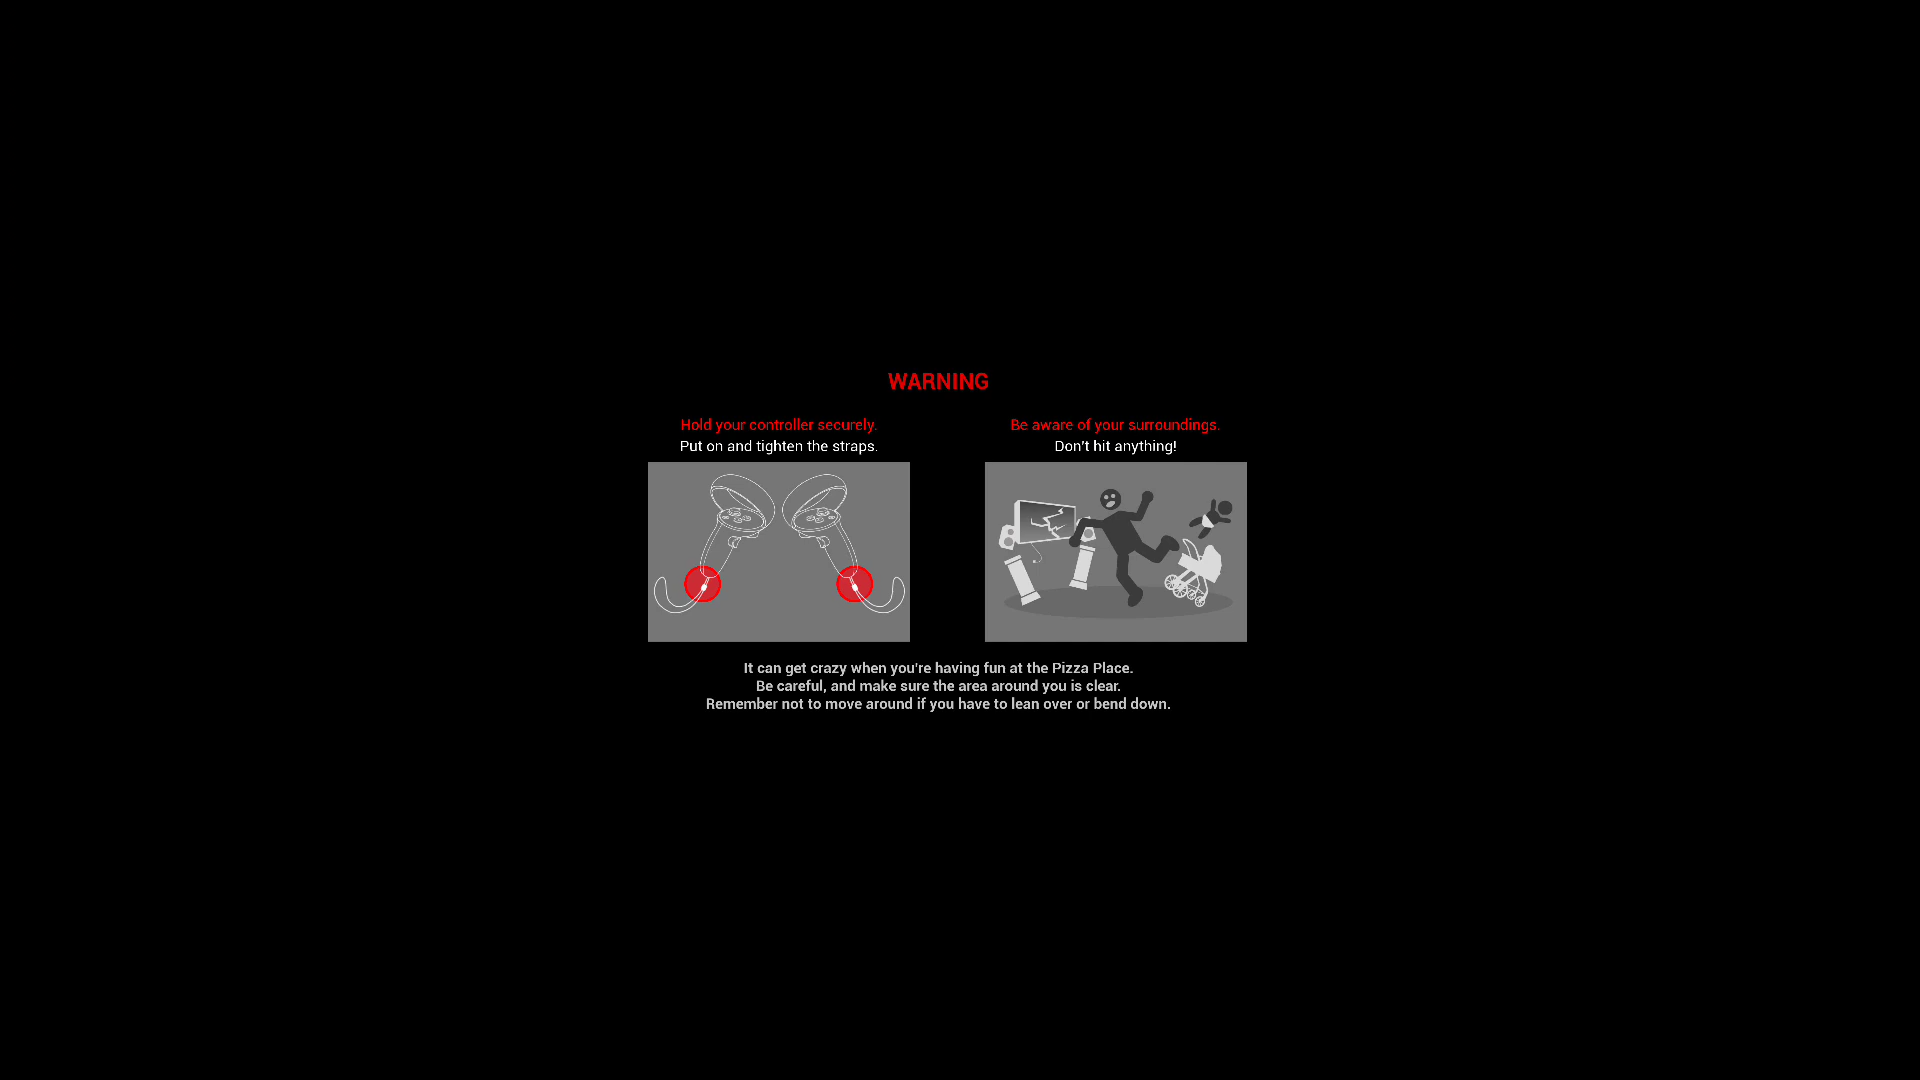 WARNING
Hold your controller securely.
Put on and tighten the straps.
Be aware of your surroundings.
Don't hit anything!
It can get crazy when you're having fun at the Pizza Place.
Be careful, and make sure the area around you is clear.
Remember not to move around if you have to lean over or bend down.